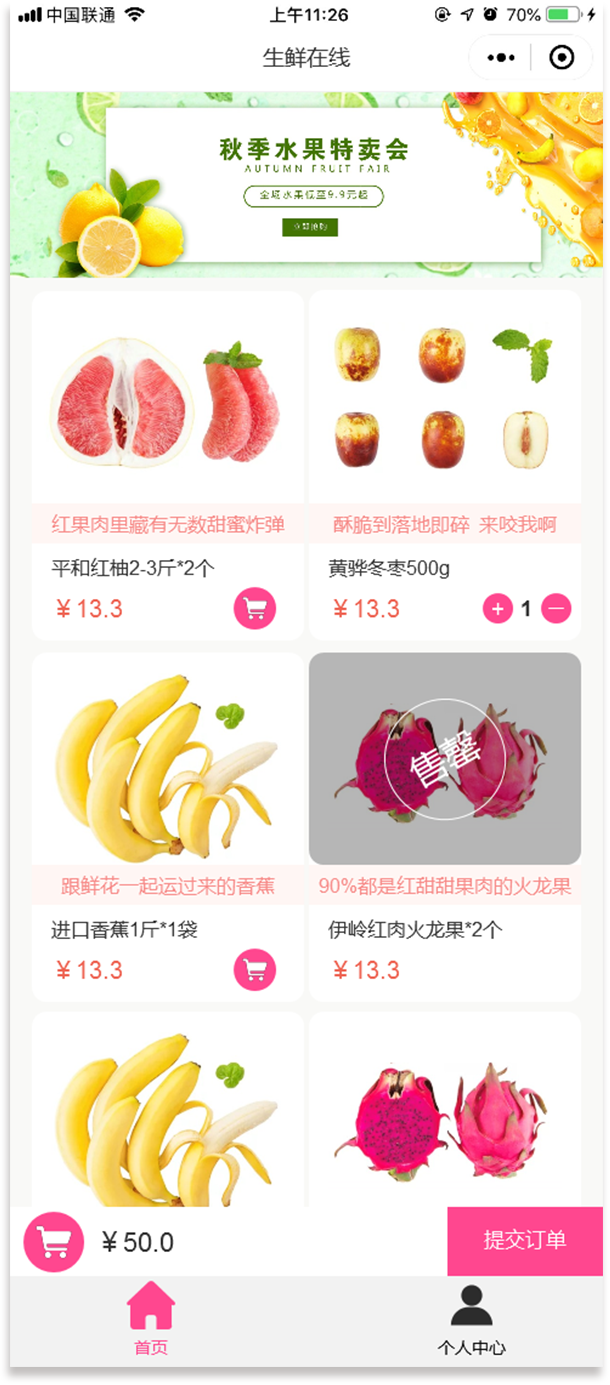 中国联通
上午11:26
70%
生鲜在线
秋季水果特卖会
AUTUMN FRUIT FAIR
全场水果低至9.9元起
立即抢购
红果肉里藏有无数甜蜜炸弹
酥脆到落地即碎 来咬我啊
平和红柚2-3斤*2个
黄骅冬枣500g
￥13.3
￥13.3
+ 1 —
售罄
跟鲜花一起运过来的香蕉
90%都是红甜甜果肉的火龙果
进口香蕉1斤*1袋
伊岭红肉火龙果*2个
￥13.3
￥13.3
￥50.0
提交订单
首页
个人中心